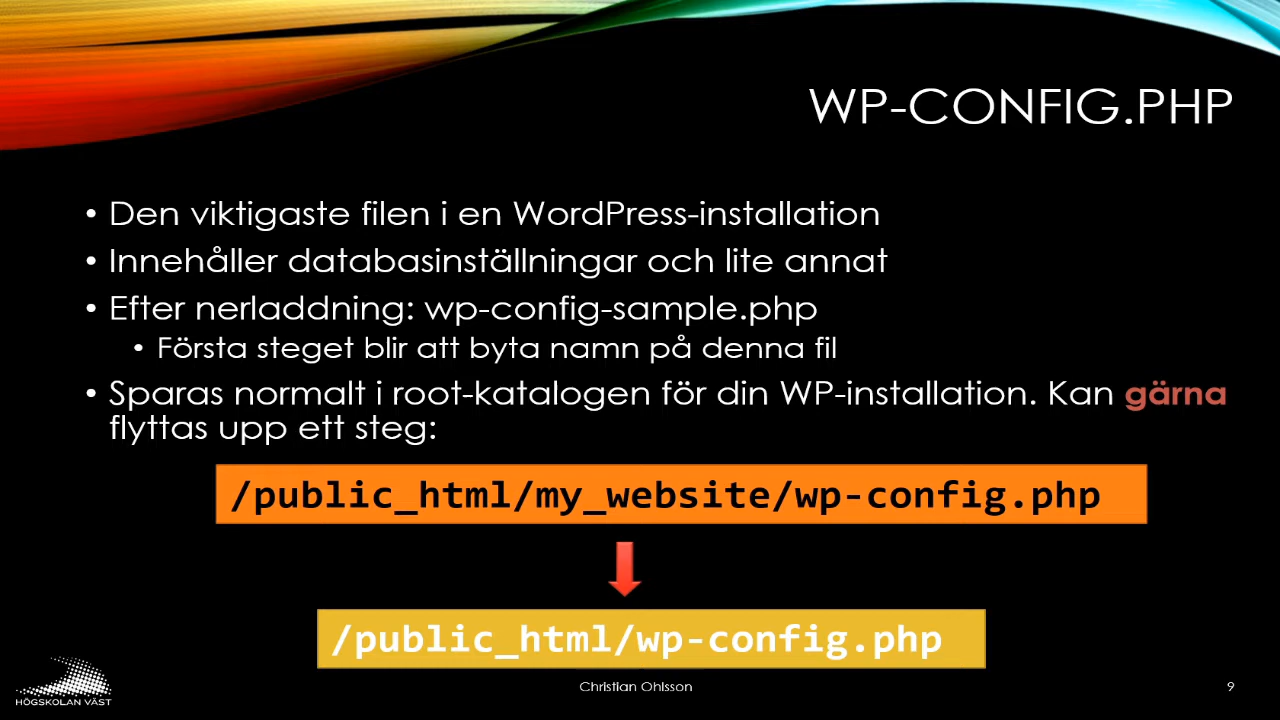 WP-CONFIG.PHP
• Den viktigaste filen i en WordPress-installation
• Innehåller databasinställningar och lite annat
• Efter nerladdning: wp-config-sample.php
• Första steget blir att byta namn på denna fil
• Sparas normalt i root-katalogen för din WP-installation. Kan gärna
flyttas upp ett steg:
/public_html/my_website/wp-config.php
/public_html/wp-config.php
HÖGSKOLAN VÄST
Christian Ohlsson
9